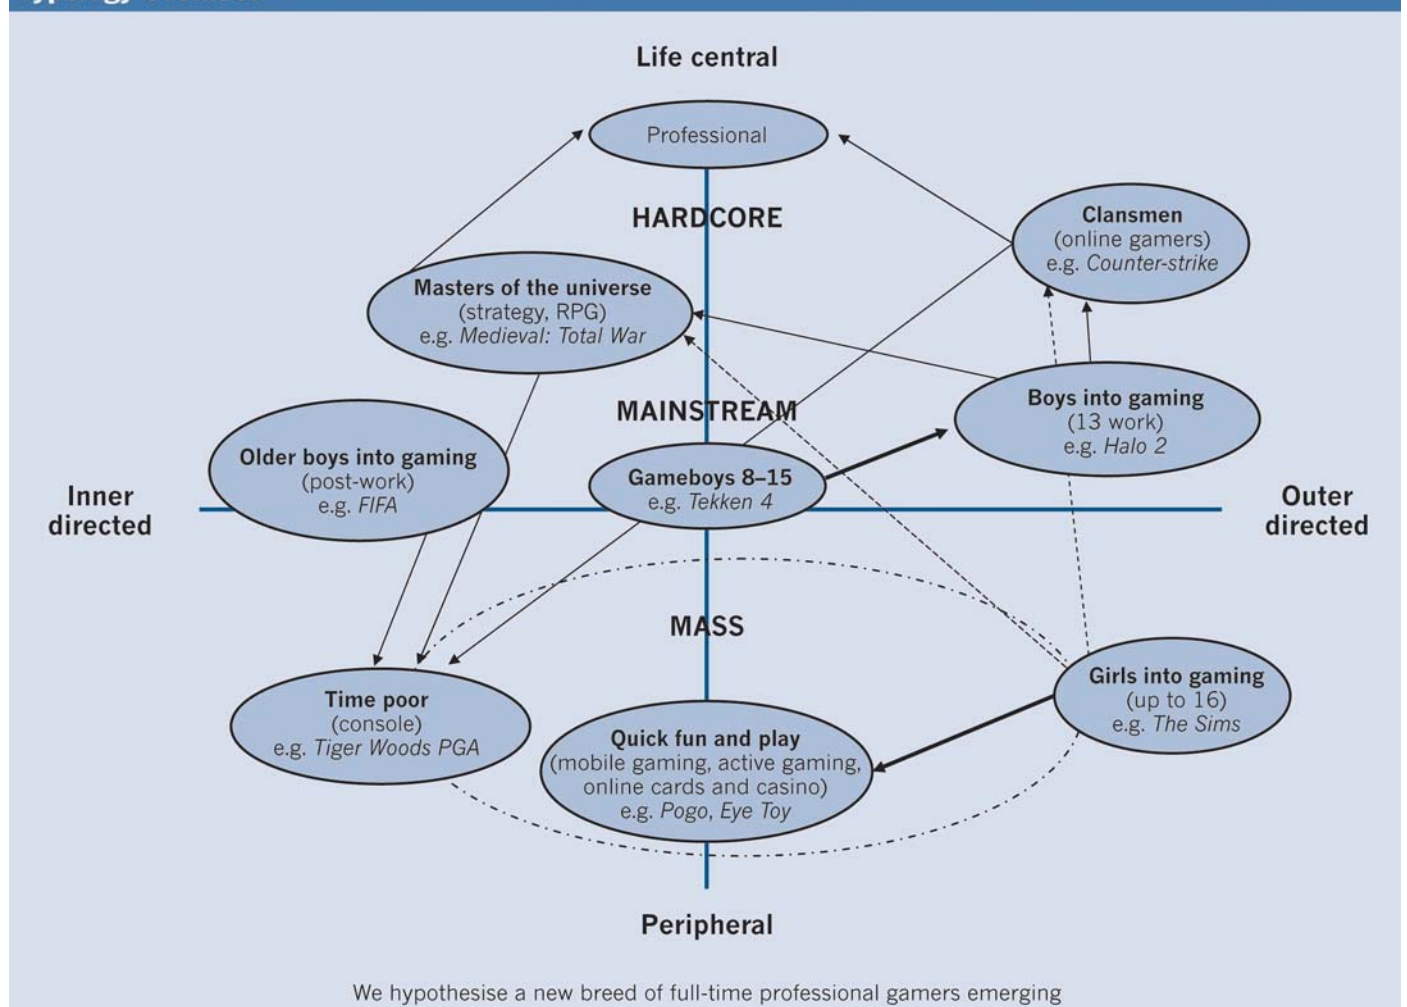 Life central
Professional
HARDCORE
Clansmen
(online gamers)
e.g. Counter-strike
Masters of the universe
(strategy, RPG)
e.g. Medieval: Total War
Boys into gaming
(13 work)
e.g. Halo 2
MAINSTREAM
Older boys into gaming
(post-work)
e.g. FIFA
Gameboys 8–15
e.g. Tekken 4
Inner
directed
Outer
directed
MASS
Girls into gaming
(up to 16)
e.g. The Sims
Time poor
(console)
e.g. Tiger Woods PGA
Quick fun and play
(mobile gaming, active gaming,
online cards and casino)
e.g. Pogo, Eye Toy
Peripheral
We hypothesise a new breed of full-time professional gamers emerging